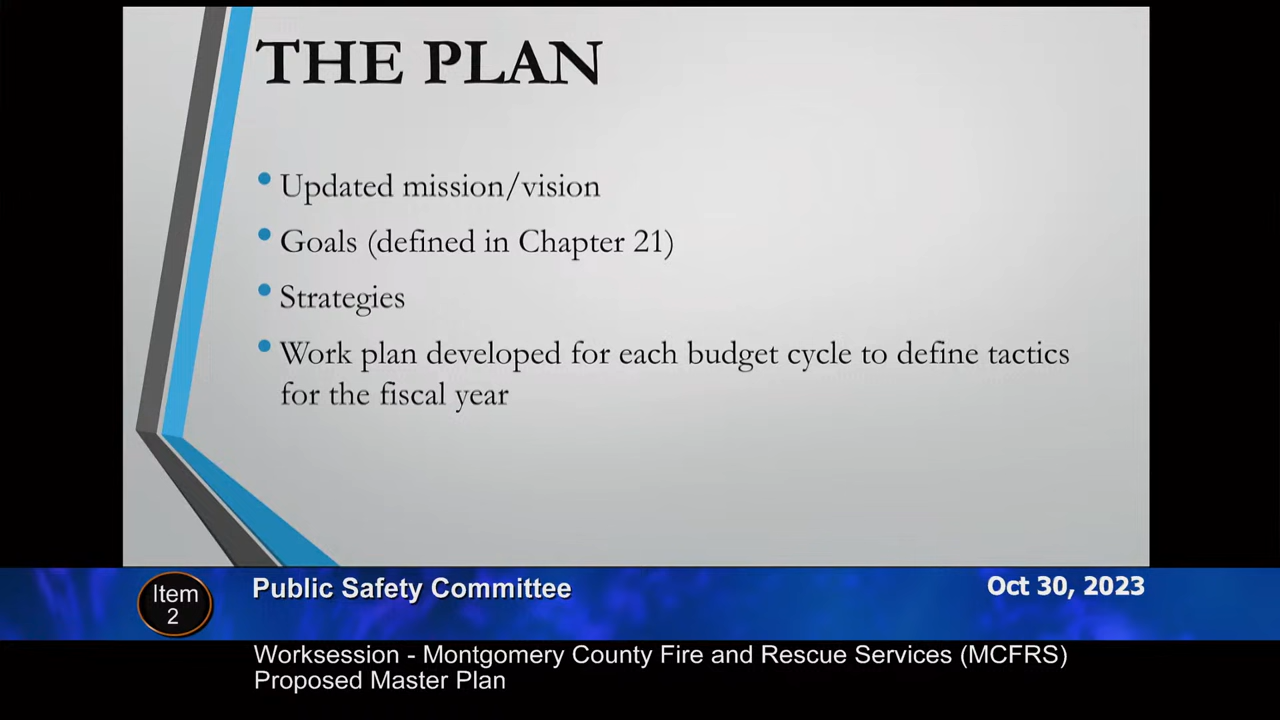 THE PLAN
Updated mission/vision
Goals (defined in Chapter 21)
Strategies
Work plan developed for each budget cycle to define tactics
for the fiscal year
Item
2
Public Safety Committee
Oct 30, 2023
Worksession - Montgomery County Fire and Rescue Services (MCFRS)
Proposed Master Plan